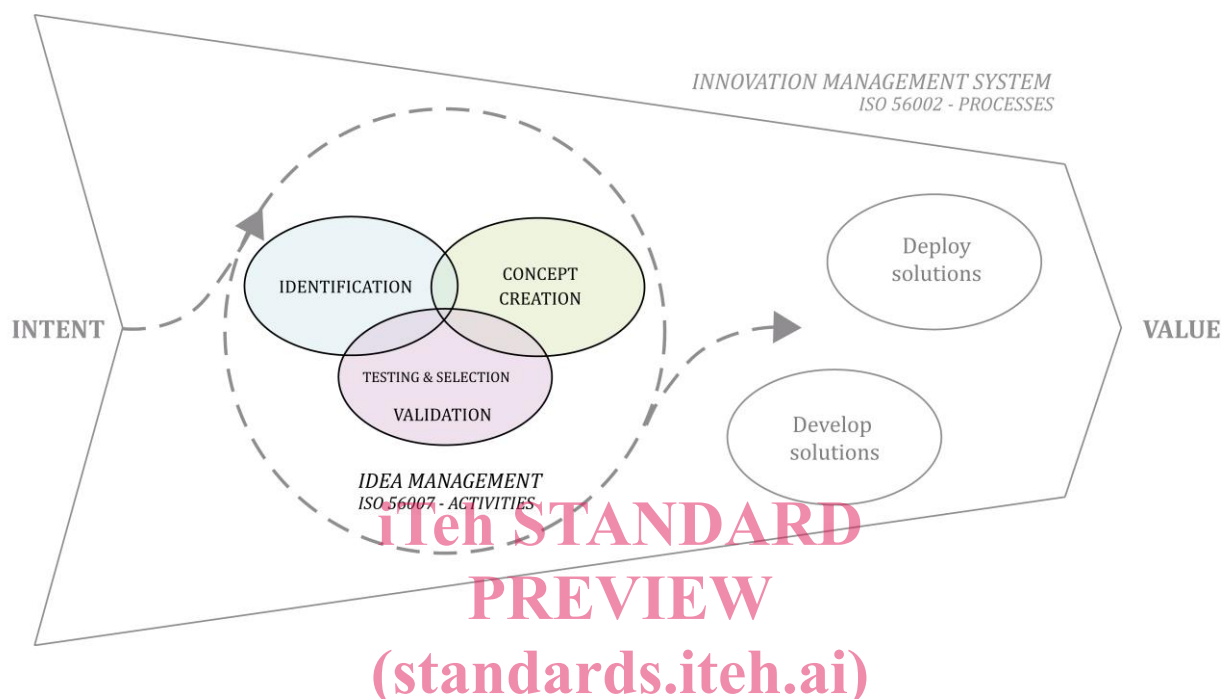 INNOVATION MANAGEMENT SYSTEM
ISO 56002 - PROCESSES
INTENT
IDENTIFICATION
CONCEPT
CREATION
TESTING & SELECTION
VALIDATION
IDEA MANAGEMENT
ISO 56007 - ACTIVITIES
Deploy
solutions
Develop
solutions
VALUE
iTeh STANDARD
PREVIEW
(standards.iteh.ai)